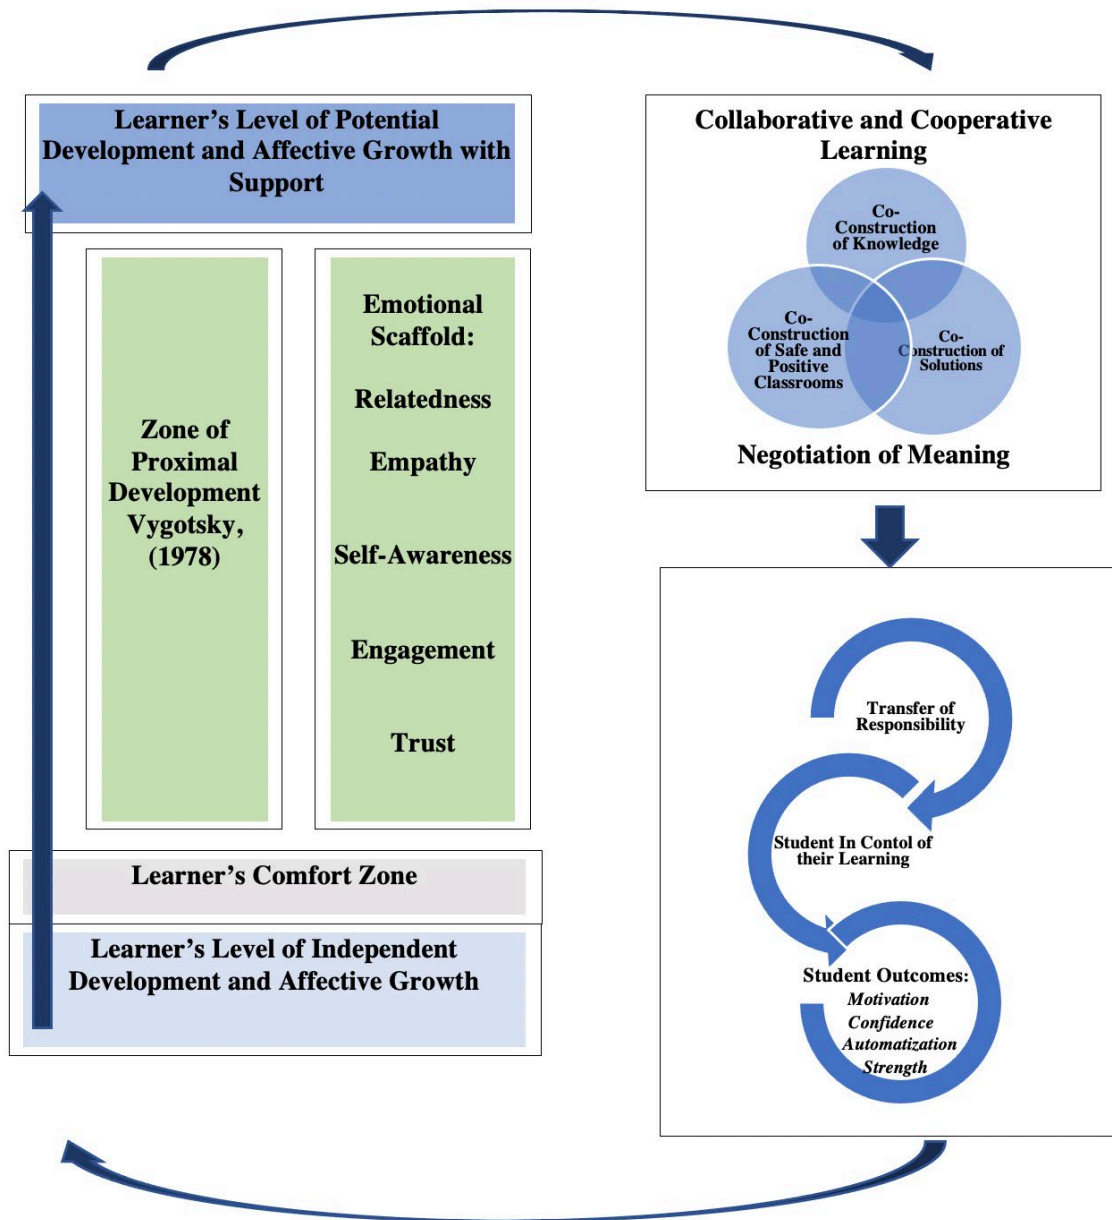 Learner’s Level of Potential
Development and Affective Growth with
Support
Zone of
Proximal
Development
Vygotsky,
(1978)
Emotional
Scaffold:
Relatedness
Empathy
Self-Awareness
Engagement
Trust
Learner’s Comfort Zone
Learner’s Level of Independent
Development and Affective Growth
Collaborative and Cooperative
Learning
Co-
Construction
of Knowledge
Co-
Construction
of Safe and
Positive
Classrooms
Co-
Construction of
Solutions
Negotiation of Meaning
Transfer of
Responsibility
Student In Contol of
their Learning
Student Outcomes:
Motivation
Confidence
Automatization
Strength